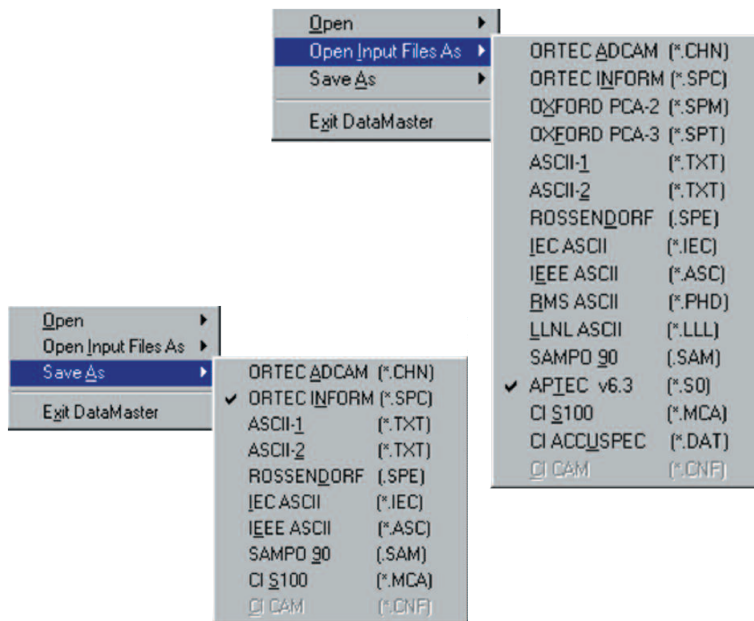 Open
Open Input Files As
Save As
Exit DataMaster
ORTEC ADCAM (*.CHN)
ORTEC INFORM (*.SPC)
OXFORD PCA-2 (*.SPM)
OXFORD PCA-3 (*.SPT)
ASCII-1 (*.TXT)
ASCII-2 (*.TXT)
ROSSENDORF (.SPE)
IEC ASCII (*.IEC)
IEEE ASCII (*.ASC)
RMS ASCII (*.PHD)
LLNL ASCII (*.LLL)
SAMPO 90 (.SAM)
APTEC v6.3 (*.S0)
CI S100 (*.MCA)
CI ACCUSPEC (*.DAT)
CI CAM (*.CNF)
Open
Open Input Files As
Save As
Exit DataMaster
ORTEC ADCAM (*.CHN)
ORTEC INFORM (*.SPC)
ASCII-1 (*.TXT)
ASCII-2 (*.TXT)
ROSSENDORF (.SPE)
IEC ASCII (*.IEC)
IEEE ASCII (*.ASC)
SAMPO 90 (.SAM)
CI S100 (*.MCA)
CI CAM (*.CNF)